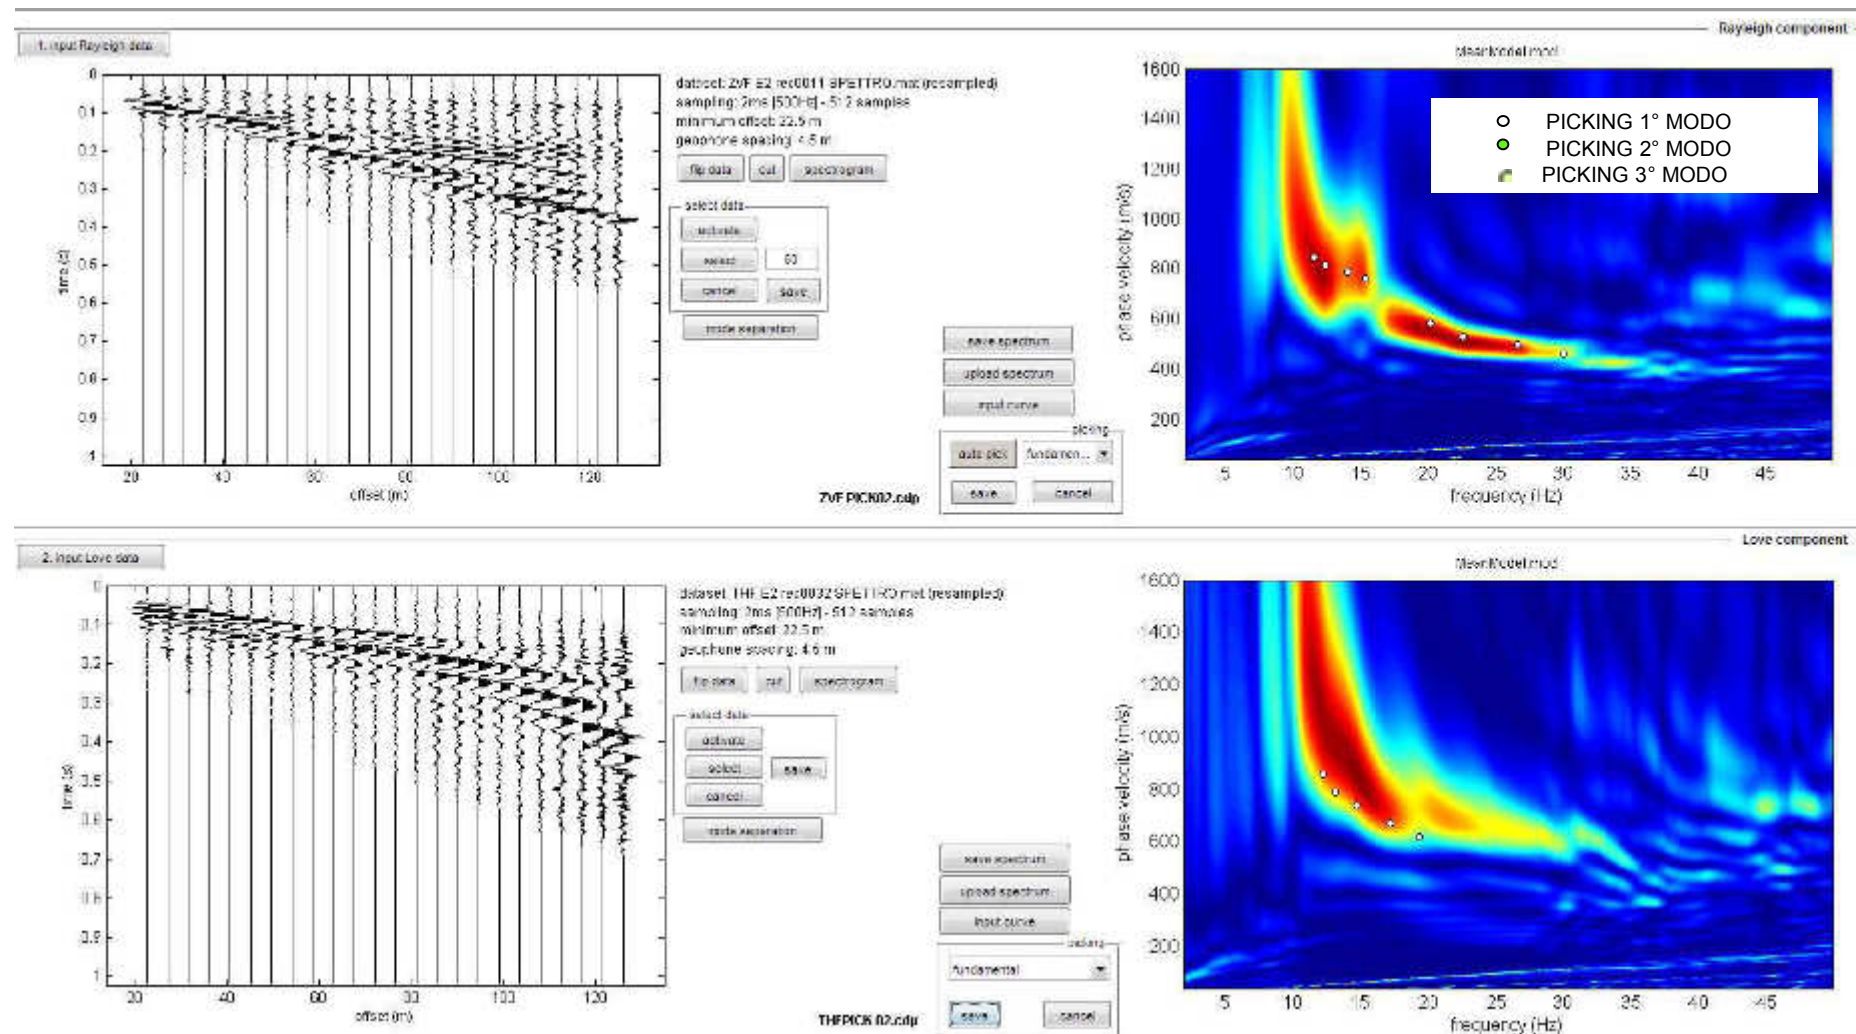 Rayleigh component
1. Input Rayleigh data
MeanModel.mod
dataset: ZVF E2 rec0011 SPETTRO.mat (resampled)
sampling: 2ms [500Hz] - 512 samples
minimum offset: 22.5 m
geophone spacing: 4.5 m
flip data cut spectrogram
select data
activate
select 60
cancel save
mode separation
0
0.1
0.2
0.3
0.4
0.5
0.6
0.7
0.8
0.9
1
time (s)
20 40 60 80 100 120
offset (m)
save spectrum
upload spectrum
input curve
picking
auto pick fundamen...
save cancel
ZVF PICK02.cdp
PICKING 1° MODO
PICKING 2° MODO
PICKING 3° MODO
1600
1400
1200
1000
800
600
400
200
phase velocity (m/s)
5 10 15 20 25 30 35 40 45
frequency (Hz)
Love component
2. Input Love data
MeanModel.mod
dataset: THF E2 rec0032 SPETTRO.mat (resampled)
sampling: 2ms [500Hz] - 512 samples
minimum offset: 22.5 m
geophone spacing: 4.5 m
flip data cut spectrogram
select data
activate
select save
cancel
mode separation
0
0.1
0.2
0.3
0.4
0.5
0.6
0.7
0.8
0.9
1
time (s)
20 40 60 80 100 120
offset (m)
save spectrum
upload spectrum
input curve
picking
fundamental
save cancel
THFPICK 02.cdp
1600
1400
1200
1000
800
600
400
200
phase velocity (m/s)
5 10 15 20 25 30 35 40 45
frequency (Hz)